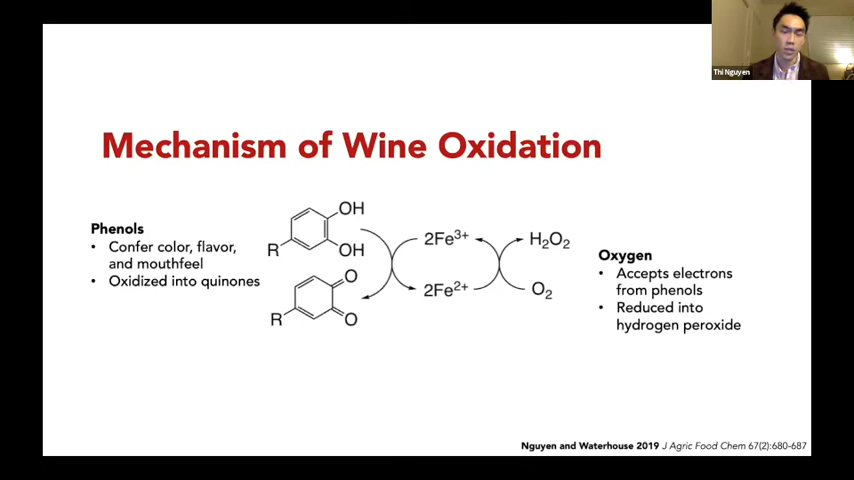 Thi Nguyen
Mechanism of Wine Oxidation
Phenols
• Confer color, flavor,
and mouthfeel
• Oxidized into quinones
OH
OH
R
O
O
R
2Fe³⁺
2Fe²⁺
H₂O₂
O₂
Oxygen
• Accepts electrons
from phenols
• Reduced into
hydrogen peroxide
Nguyen and Waterhouse 2019 J Agric Food Chem 67(2):680-687